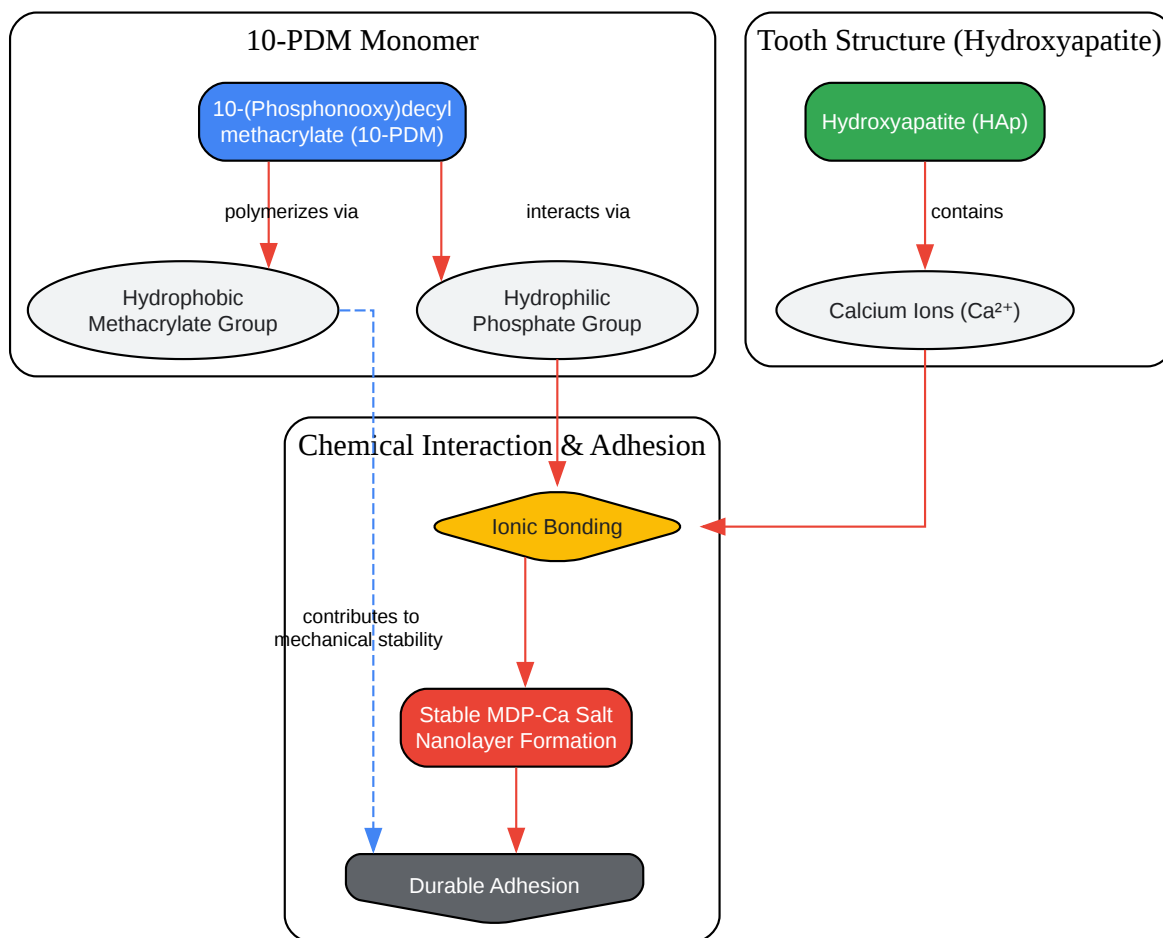 10-PDM Monomer
10-(Phosphonooxy)decyl
methacrylate (10-PDM)
polymerizes via
interacts via
Hydrophobic
Methacrylate Group
Hydrophilic
Phosphate Group
Tooth Structure (Hydroxyapatite)
Hydroxyapatite (HAp)
contains
Calcium Ions (Ca²⁺)
Chemical Interaction & Adhesion
Ionic Bonding
contributes to
mechanical stability
Stable MDP-Ca Salt
Nanolayer Formation
Durable Adhesion